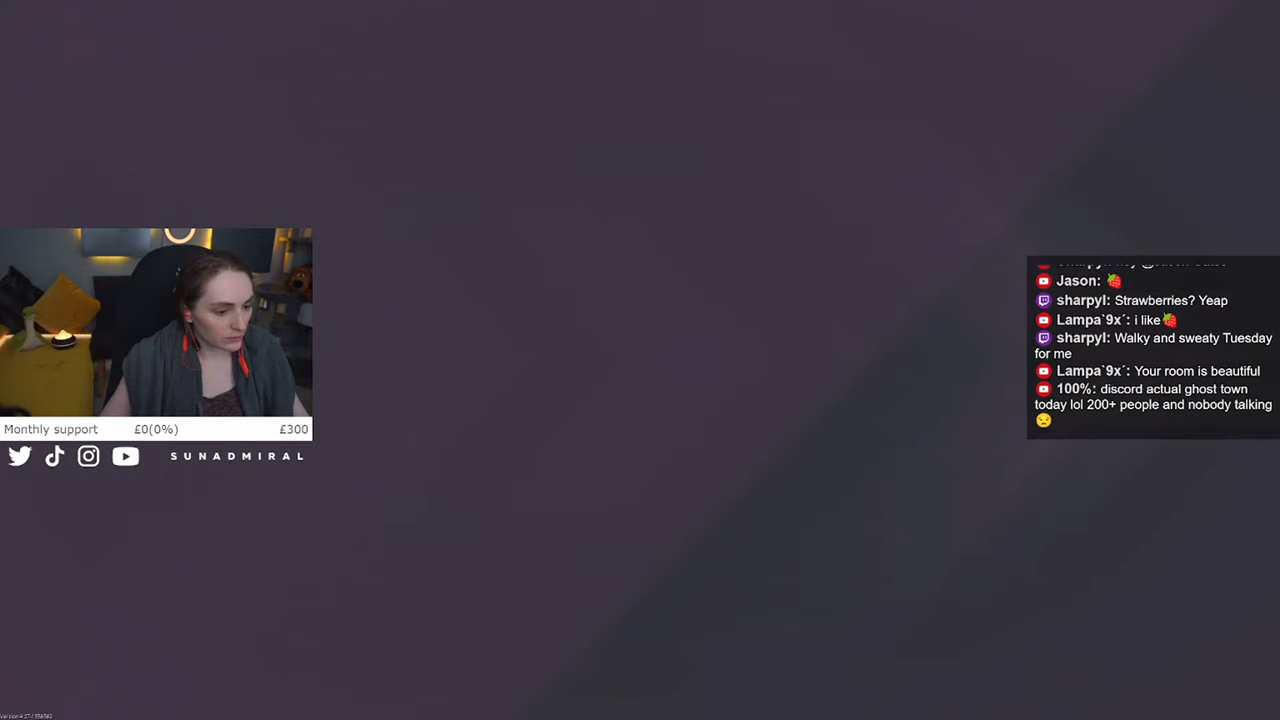 Monthly support £0(0%) £300
SUNADMIRAL
Jason: 🍓
sharpyl: Strawberries? Yeap
Lampa`9x´: i like🍓
sharpyl: Walky and sweaty Tuesday
for me
Lampa`9x´: Your room is beautiful
100%: discord actual ghost town
today lol 200+ people and nobody talking
😒